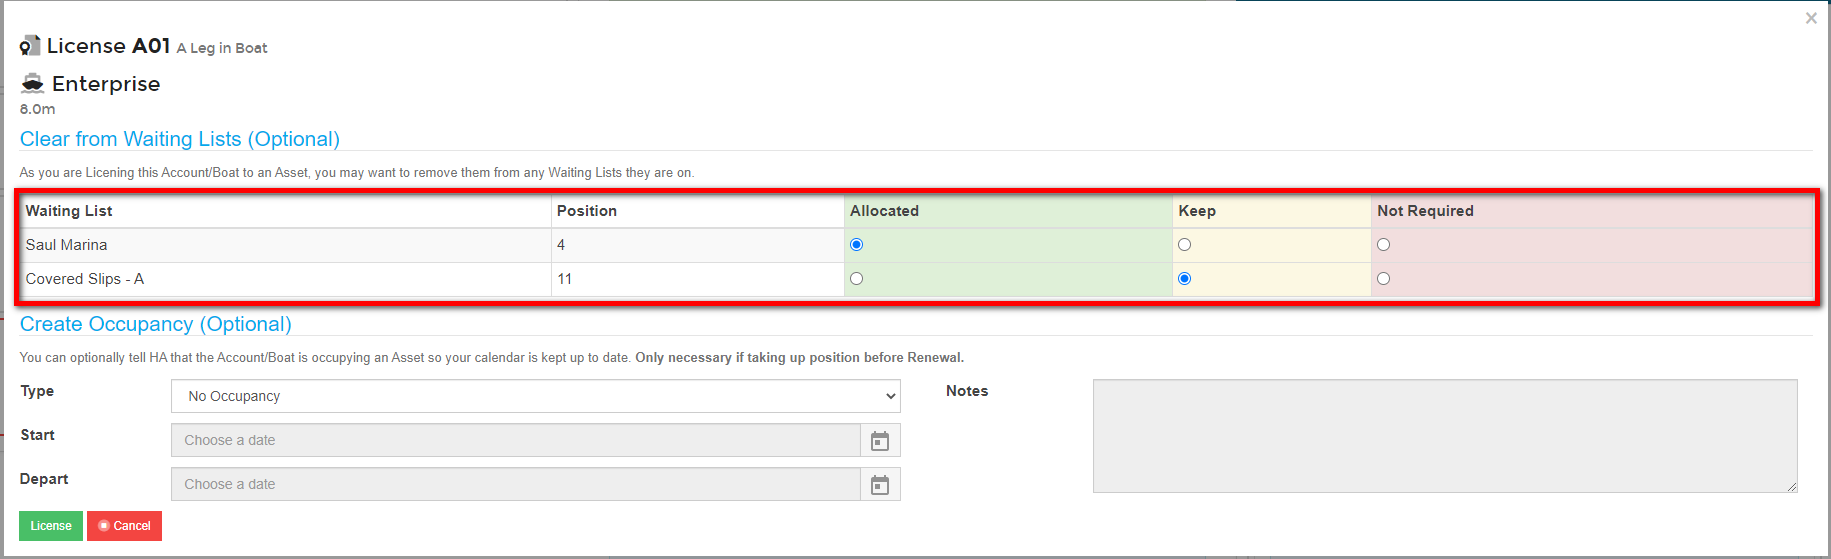 ×
License A01 A Leg in Boat
Enterprise
8.0m
Clear from Waiting Lists (Optional)
As you are Licening this Account/Boat to an Asset, you may want to remove them from any Waiting Lists they are on.
Waiting List Position Allocated Keep Not Required
Saul Marina 4
Covered Slips - A 11
Create Occupancy (Optional)
You can optionally tell HA that the Account/Boat is occupying an Asset so your calendar is kept up to date. Only necessary if taking up position before Renewal.
Type No Occupancy Notes
Start Choose a date
Depart Choose a date
License Cancel